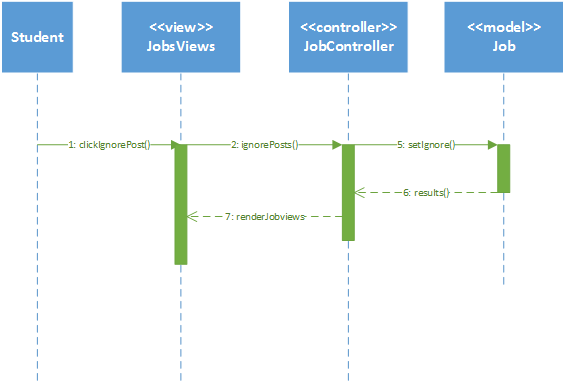 Student
<<view>>
JobsViews
<<controller>>
JobController
<<model>>
Job
1: clickIgnorePost()
2: ignorePosts()
5: setIgnore()
6: results()
7: renderJobviews